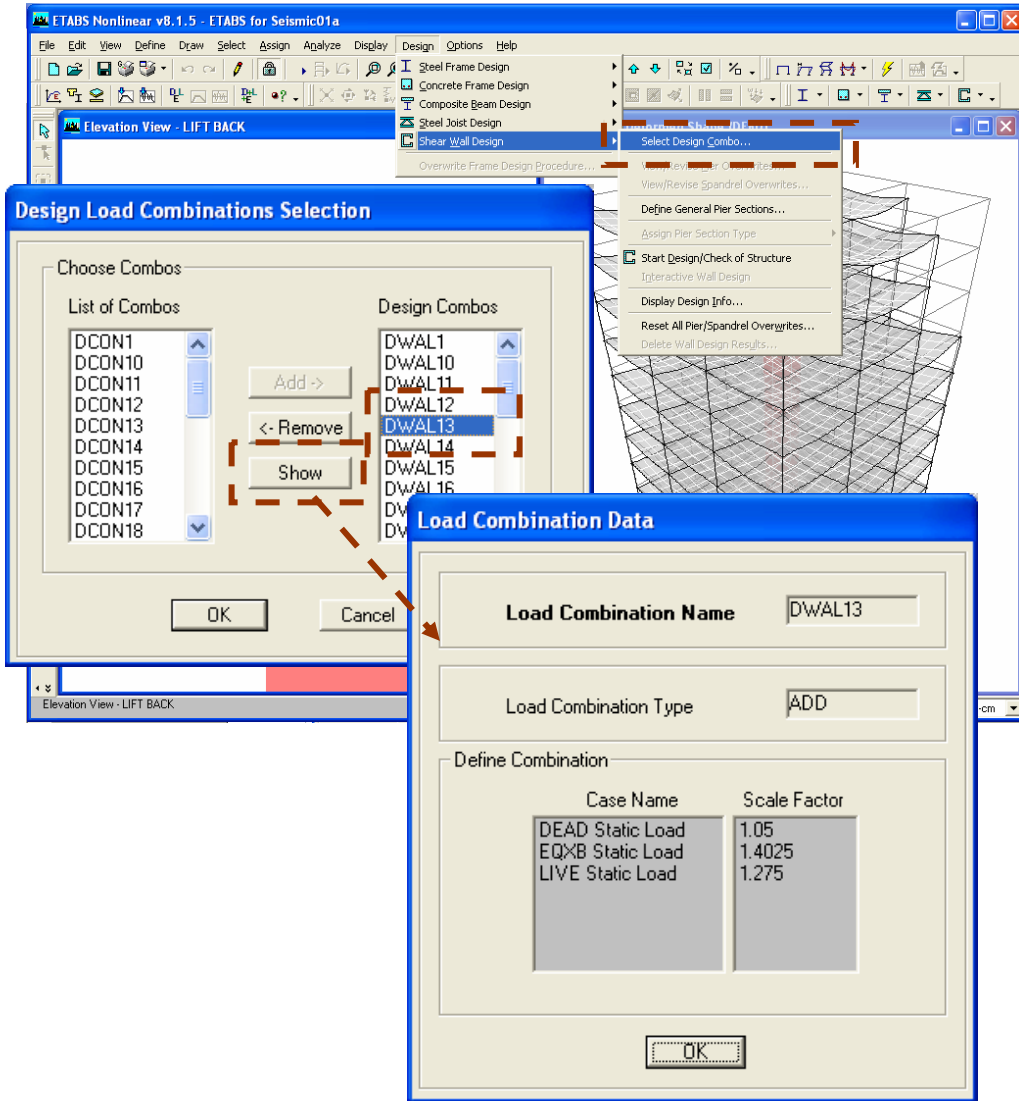 ETABS Nonlinear v8.1.5 - ETABS for Seismic01a
File Edit View Define Draw Select Assign Analyze Display Design Options Help
Steel Frame Design
Concrete Frame Design
Composite Beam Design
Steel Joist Design
Shear Wall Design
Overwrite Frame Design Procedure...
Elevation View - LIFT BACK
Select Design Combo...
View/Revise Pier Overwrites...
View/Revise Spandrel Overwrites...
Define General Pier Sections...
Assign Pier Section Type
Start Design/Check of Structure
Interactive Wall Design
Display Design Info...
Reset All Pier/Spandrel Overwrites...
Delete Wall Design Results...
Design Load Combinations Selection
Choose Combos
List of Combos
Design Combos
DCON1
DCON10
DCON11
DCON12
DCON13
DCON14
DCON15
DCON16
DCON17
DCON18
Add ->
<- Remove
Show
DWAL1
DWAL10
DWAL11
DWAL12
DWAL13
DWAL14
DWAL15
DWAL16
OK
Cancel
Load Combination Data
Load Combination Name
DWAL13
Load Combination Type
ADD
Define Combination
Case Name Scale Factor
DEAD Static Load 1.05
EQXB Static Load 1.4025
LIVE Static Load 1.275
OK
Elevation View - LIFT BACK
-cm